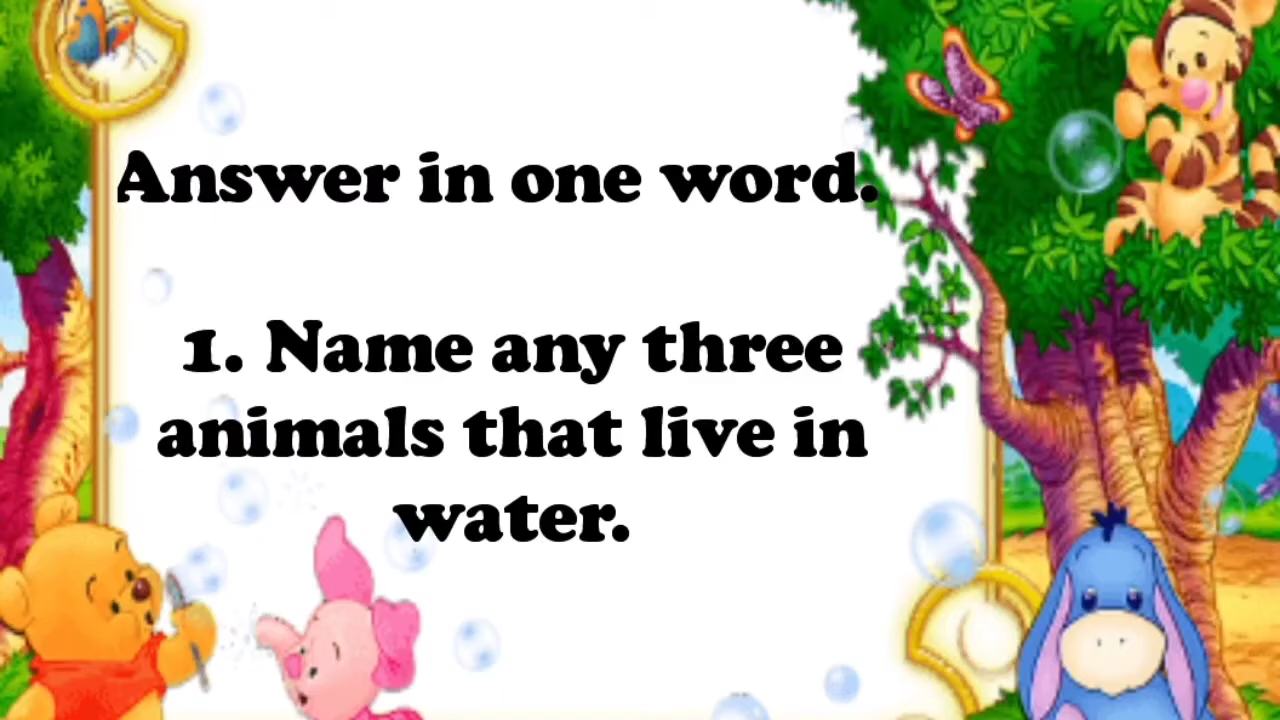 Answer in one word.
1. Name any three
animals that live in
water.